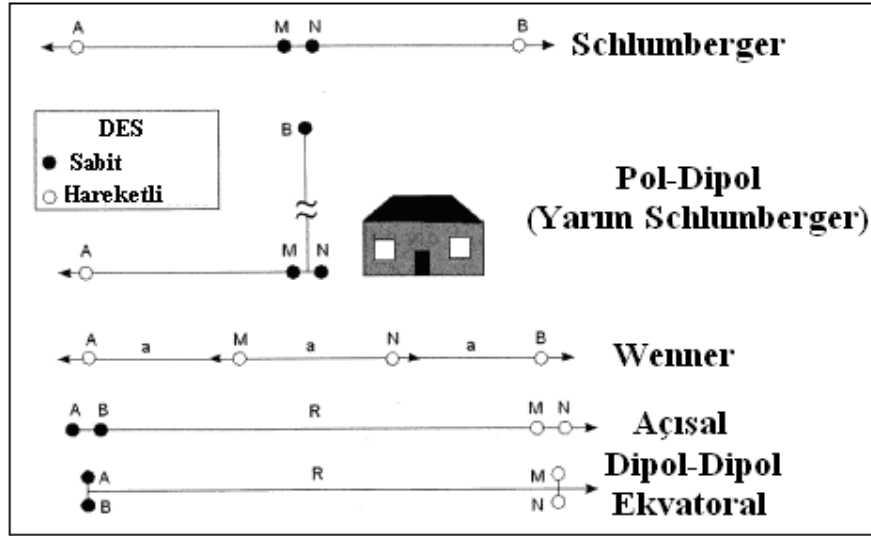 A M N B
Schlumberger
DES
Sabit
Hareketli
B
Pol-Dipol
(Yarım Schlumberger)
A M N
A a M a N a B
Wenner
A B R M N
Açısal
Dipol-Dipol
A R M
B N
Ekvatoral